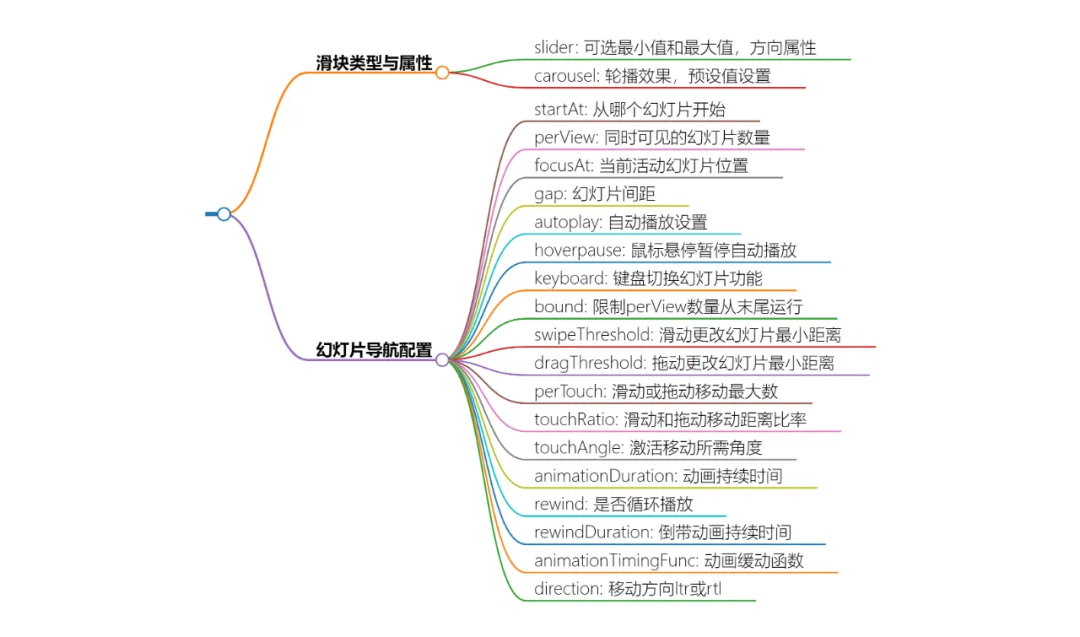 滑块类型与属性
slider: 可选最小值和最大值，方向属性
carousel: 轮播效果，预设值设置
幻灯片导航配置
startAt: 从哪个幻灯片开始
perView: 同时可见的幻灯片数量
focusAt: 当前活动幻灯片位置
gap: 幻灯片间距
autoplay: 自动播放设置
hoverpause: 鼠标悬停暂停自动播放
keyboard: 键盘切换幻灯片功能
bound: 限制perView数量从末尾运行
swipeThreshold: 滑动更改幻灯片最小距离
dragThreshold: 拖动更改幻灯片最小距离
perTouch: 滑动或拖动移动最大数
touchRatio: 滑动和拖动移动距离比率
touchAngle: 激活移动所需角度
animationDuration: 动画持续时间
rewind: 是否循环播放
rewindDuration: 倒带动画持续时间
animationTimingFunc: 动画缓动函数
direction: 移动方向ltr或rtl